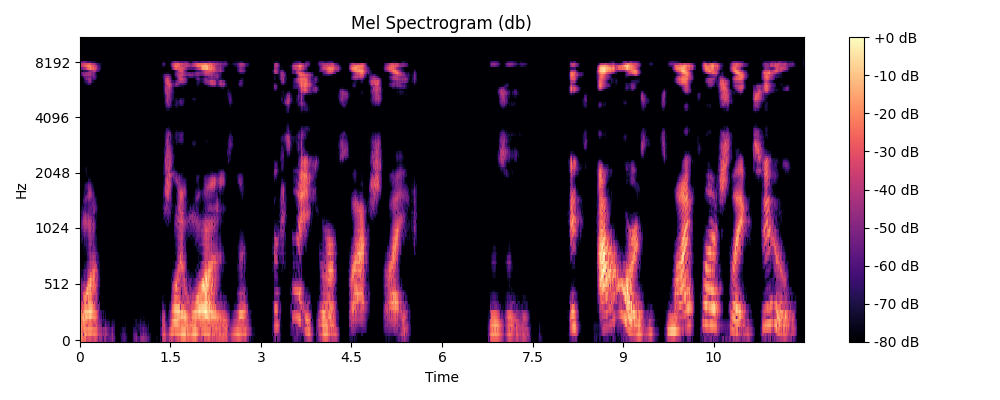 Mel Spectrogram (db)
8192
4096
2048
1024
512
0
Hz
0 1.5 3 4.5 6 7.5 9 10
Time
+0 dB
-10 dB
-20 dB
-30 dB
-40 dB
-50 dB
-60 dB
-70 dB
-80 dB